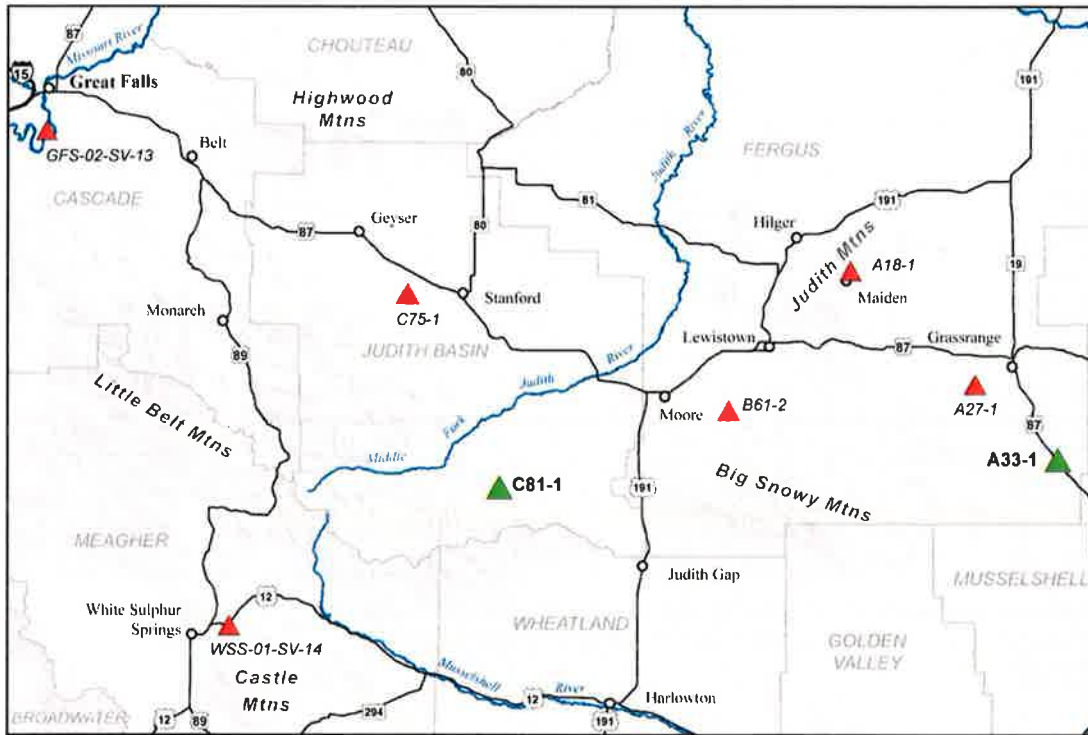 87
Missouri River
CHOUTEAU
15
Great Falls
80
191
Highwood
Mtns
Belt
Judith River
FERGUS
GFS-02-SV-13
CASCADE
81
191
Geyser
Hilger
87
80
Judith Mtns
A18-1
19
Maiden
C75-1
Stanford
Monarch
Lewistown
Grassrange
JUDITH BASIN
87
89
River
Judith
Fork
Middle
Little Belt Mtns
Moore
B61-2
A27-1
87
A33-1
C81-1
191
Big Snowy Mtns
MEAGHER
Judith Gap
MUSSELSHELL
12
White Sulphur
Springs
WHEATLAND
GOLDEN
VALLEY
WSS-01-SV-14
Castle
Mtns
Musselshell
River
12
Harlowton
BROADWATER
12
89
294
191